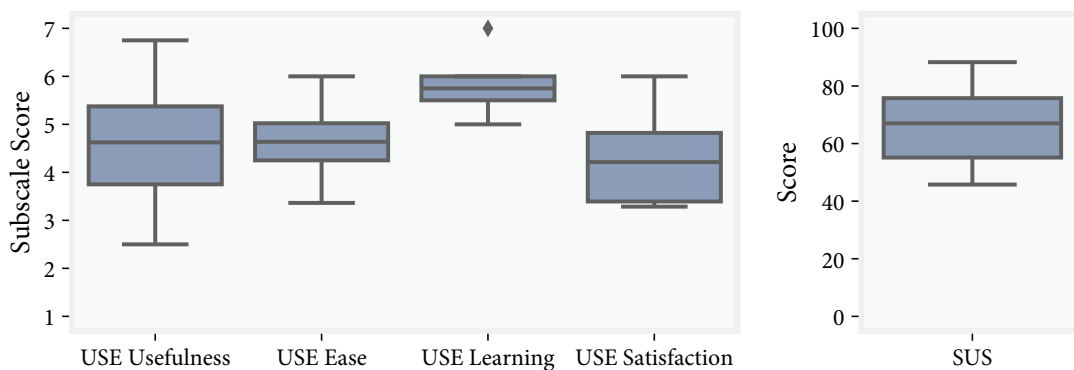 Subscale Score
7
6
5
4
3
2
1
USE Usefulness
USE Ease
USE Learning
USE Satisfaction
Score
100
80
60
40
20
0
SUS